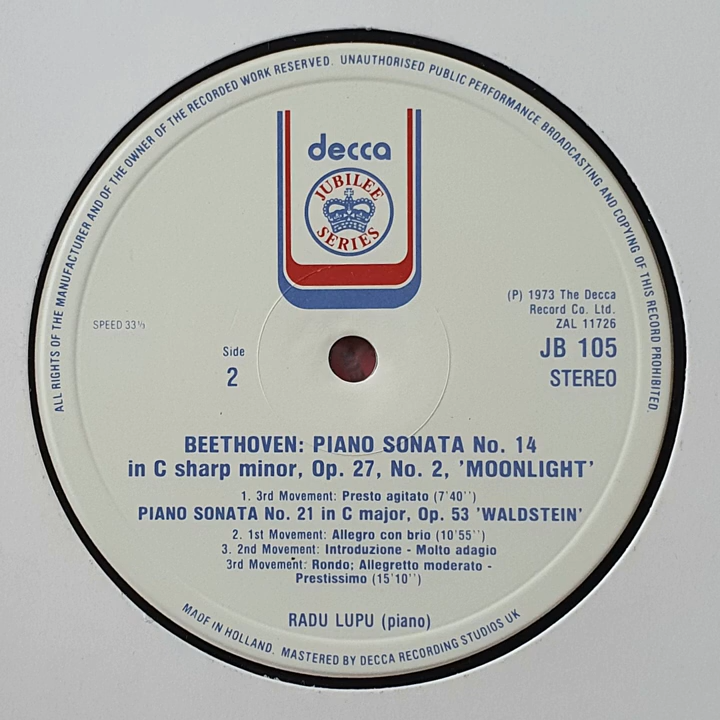 ALL RIGHTS OF THE MANUFACTURER AND OF THE OWNER OF THE RECORDED WORK RESERVED. UNAUTHORISED PUBLIC PERFORMANCE BROADCASTING AND COPYING OF THIS RECORD PROHIBITED.
decca
JUBILEE
SERIES
(P) 1973 The Decca
Record Co. Ltd.
ZAL 11726
SPEED 33⅓
JB 105
Side
2
STEREO
BEETHOVEN: PIANO SONATA No. 14
in C sharp minor, Op. 27, No. 2, 'MOONLIGHT'
1. 3rd Movement: Presto agitato (7'40'')
PIANO SONATA No. 21 in C major, Op. 53 'WALDSTEIN'
2. 1st Movement: Allegro con brio (10'55'')
3. 2nd Movement: Introduzione - Molto adagio
3rd Movement: Rondo; Allegretto moderato -
Prestissimo (15'10'')
RADU LUPU (piano)
MADE IN HOLLAND. MASTERED BY DECCA RECORDING STUDIOS UK